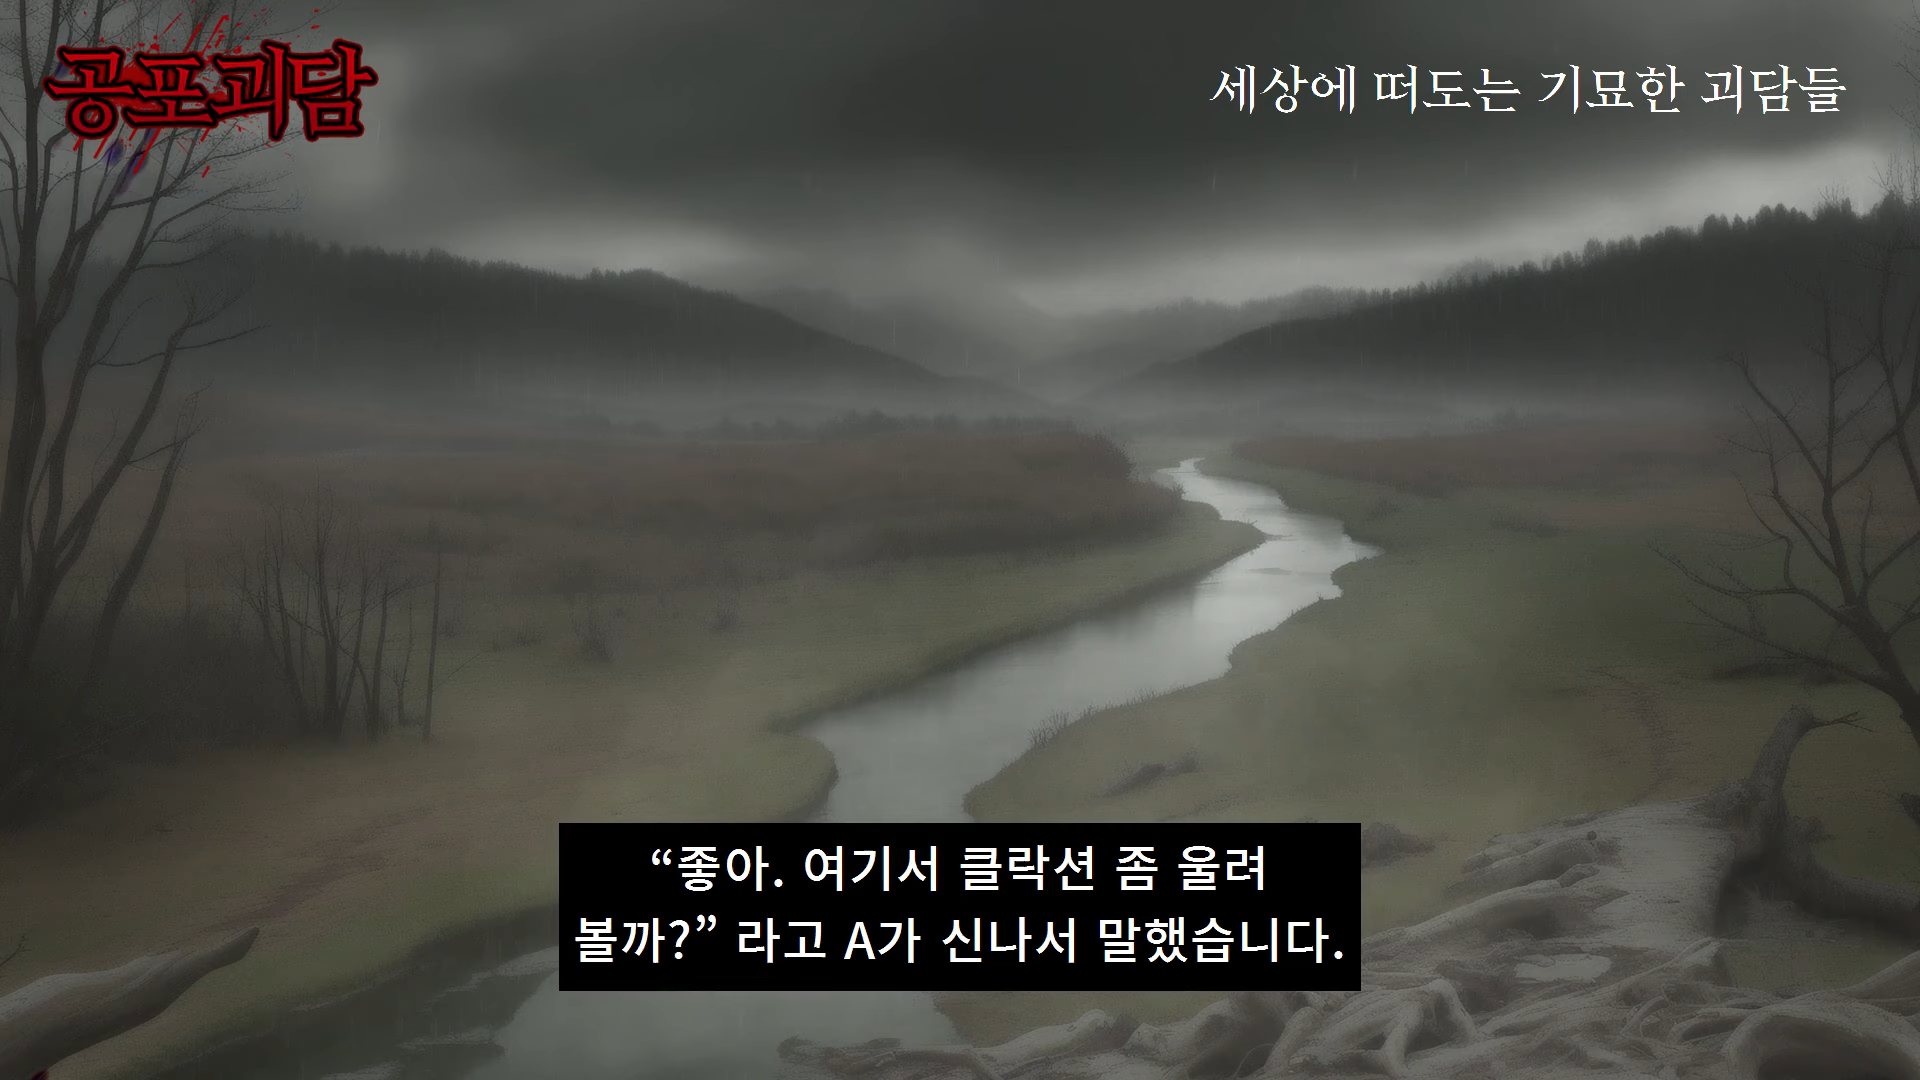 공포괴담
세상에 떠도는 기묘한 괴담들
“좋아. 여기서 클락션 좀 울려
볼까?” 라고 A가 신나서 말했습니다.